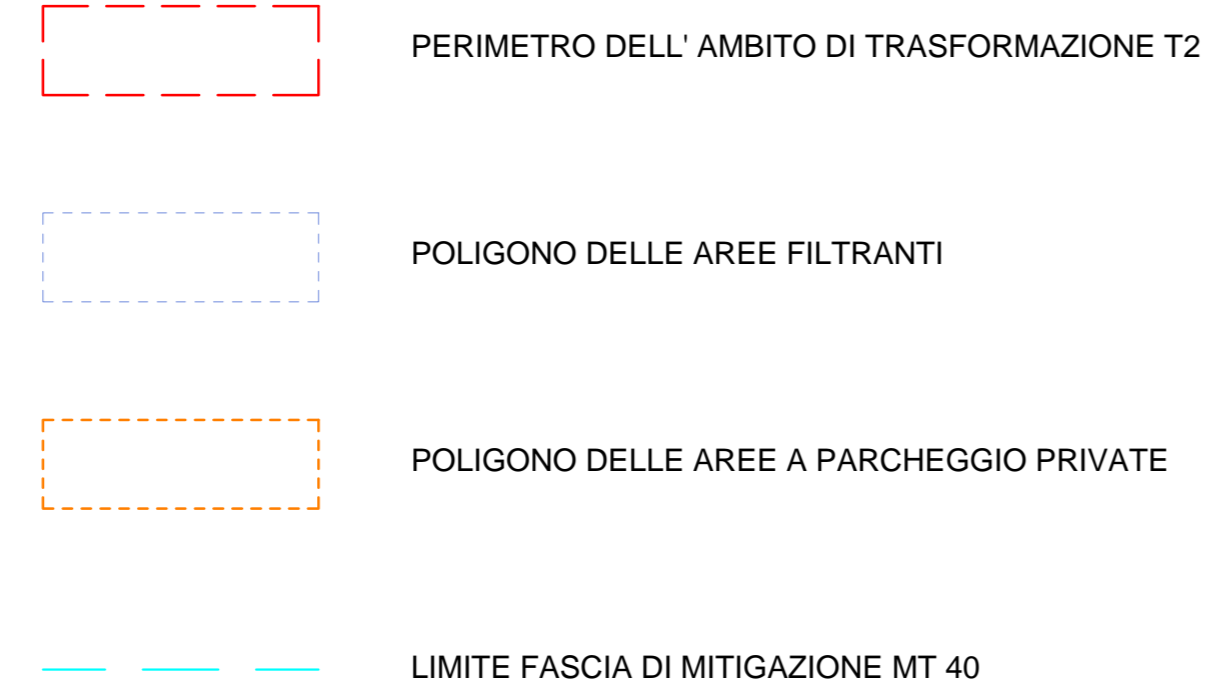 PERIMETRO DELL' AMBITO DI TRASFORMAZIONE T2
POLIGONO DELLE AREE FILTRANTI
POLIGONO DELLE AREE A PARCHEGGIO PRIVATE
LIMITE FASCIA DI MITIGAZIONE MT 40